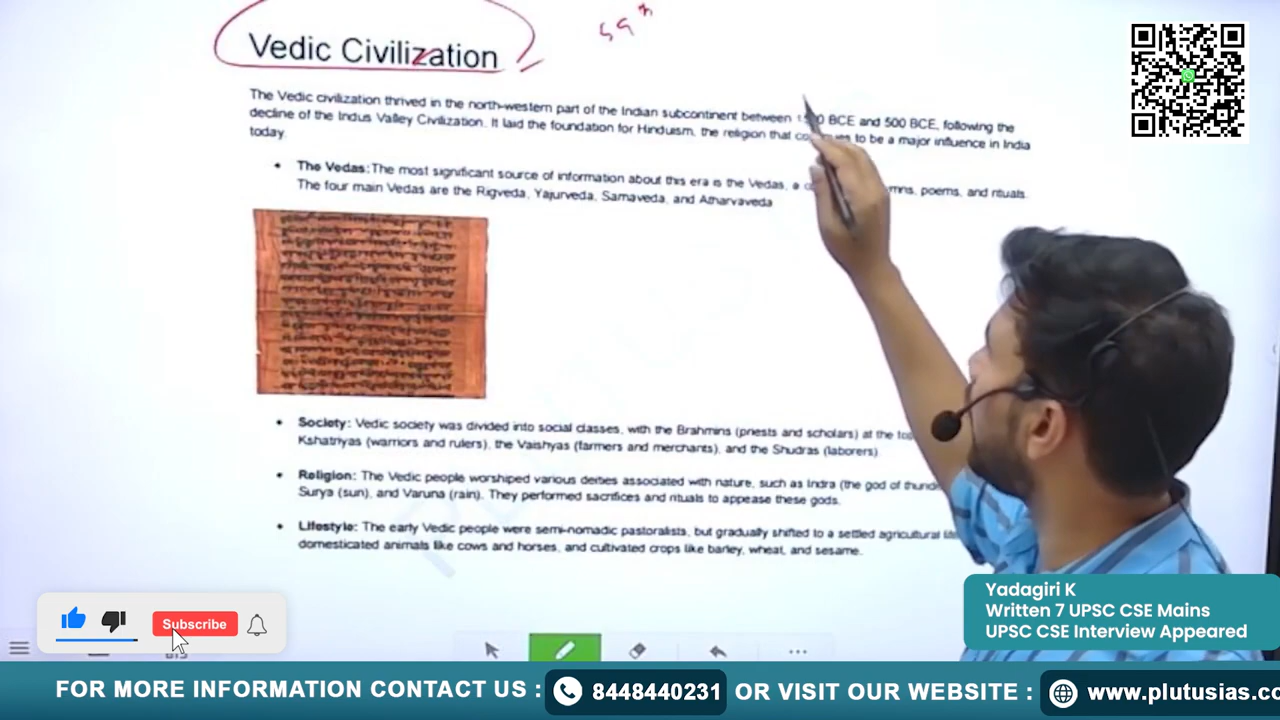 Vedic Civilization
The Vedic civilization thrived in the north-western part of the Indian subcontinent between BCE and 500 BCE, following the
decline of the Indus Valley Civilization. It laid the foundation for Hinduism, the religion that to be a major influence in India
today.
• The Vedas: The most significant source of information about this era is the Vedas, a poems, and rituals.
The four main Vedas are the Rigveda, Yajurveda, Samaveda, and Atharvaveda
• Society: Vedic society was divided into social classes, with the Brahmins (priests and scholars) at the
Kshatriyas (warriors and rulers), the Vaishyas (farmers and merchants), and the Shudras (laborers).
• Religion: The Vedic people worshiped various deities associated with nature, such as Indra (the god of
Surya (sun), and Varuna (rain). They performed sacrifices and rituals to appease these gods.
• Lifestyle: The early Vedic people were semi-nomadic pastoralists, but gradually shifted to a settled agricultural
domesticated animals like cows and horses, and cultivated crops like barley, wheat, and sesame.
Yadagiri K
Written 7 UPSC CSE Mains
UPSC CSE Interview Appeared
Subscribe
FOR MORE INFORMATION CONTACT US : 8448440231 OR VISIT OUR WEBSITE : www.plutusias.co